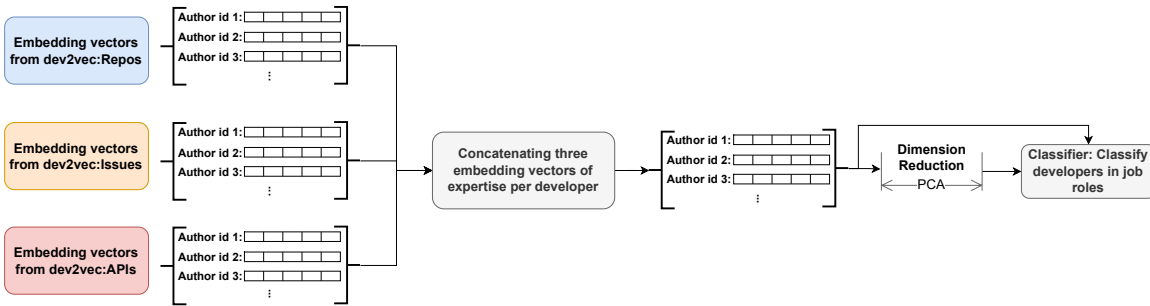 Embedding vectors
from dev2vec:Repos
Author id 1:
Author id 2:
Author id 3:
...
Embedding vectors
from dev2vec:Issues
Author id 1:
Author id 2:
Author id 3:
...
Embedding vectors
from dev2vec:APIs
Author id 1:
Author id 2:
Author id 3:
...
Concatenating three
embedding vectors of
expertise per developer
Author id 1:
Author id 2:
Author id 3:
...
Dimension
Reduction
PCA
Classifier: Classify
developers in job
roles